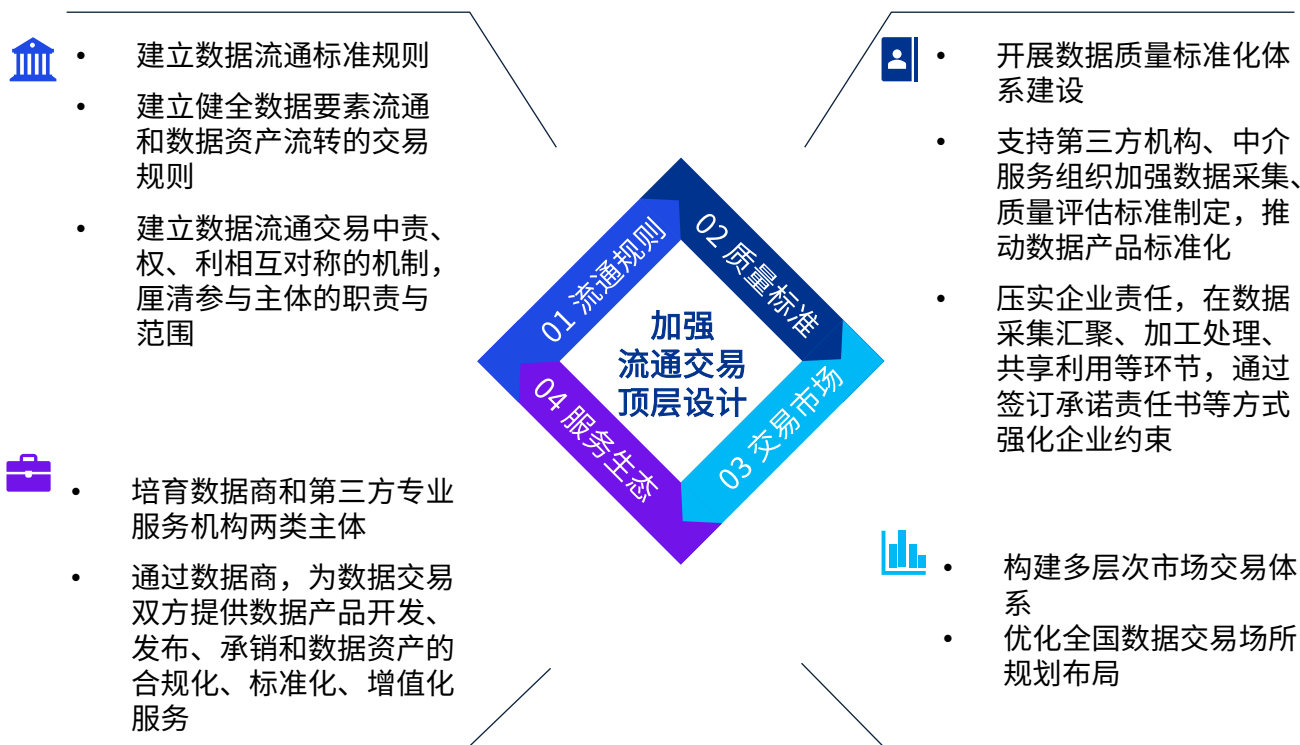 • 建立数据流通标准规则
• 建立健全数据要素流通
和数据资产流转的交易
规则
• 建立数据流通交易中责、
权、利相互对称的机制，
厘清参与主体的职责与
范围
• 开展数据质量标准化体
系建设
• 支持第三方机构、中介
服务组织加强数据采集、
质量评估标准制定，推
动数据产品标准化
• 压实企业责任，在数据
采集汇聚、加工处理、
共享利用等环节，通过
签订承诺责任书等方式
强化企业约束
01 流通规则
02 质量标准
加强
流通交易
顶层设计
04 服务生态
03 交易市场
• 培育数据商和第三方专业
服务机构两类主体
• 通过数据商，为数据交易
双方提供数据产品开发、
发布、承销和数据资产的
合规化、标准化、增值化
服务
• 构建多层次市场交易体
系
• 优化全国数据交易场所
规划布局